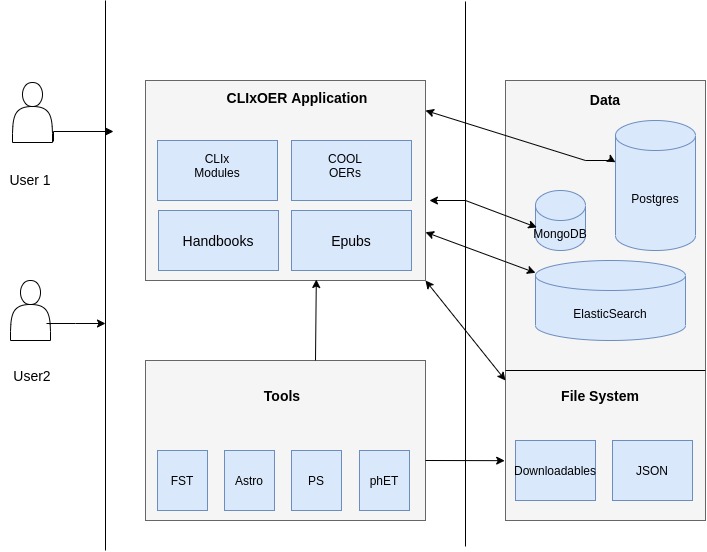 CLIxOER Application
Data
CLIx
Modules
COOL
OERs
User 1
Postgres
MongoDB
Handbooks
Epubs
ElasticSearch
User2
Tools
File System
FST
Astro
PS
phET
Downloadables
JSON